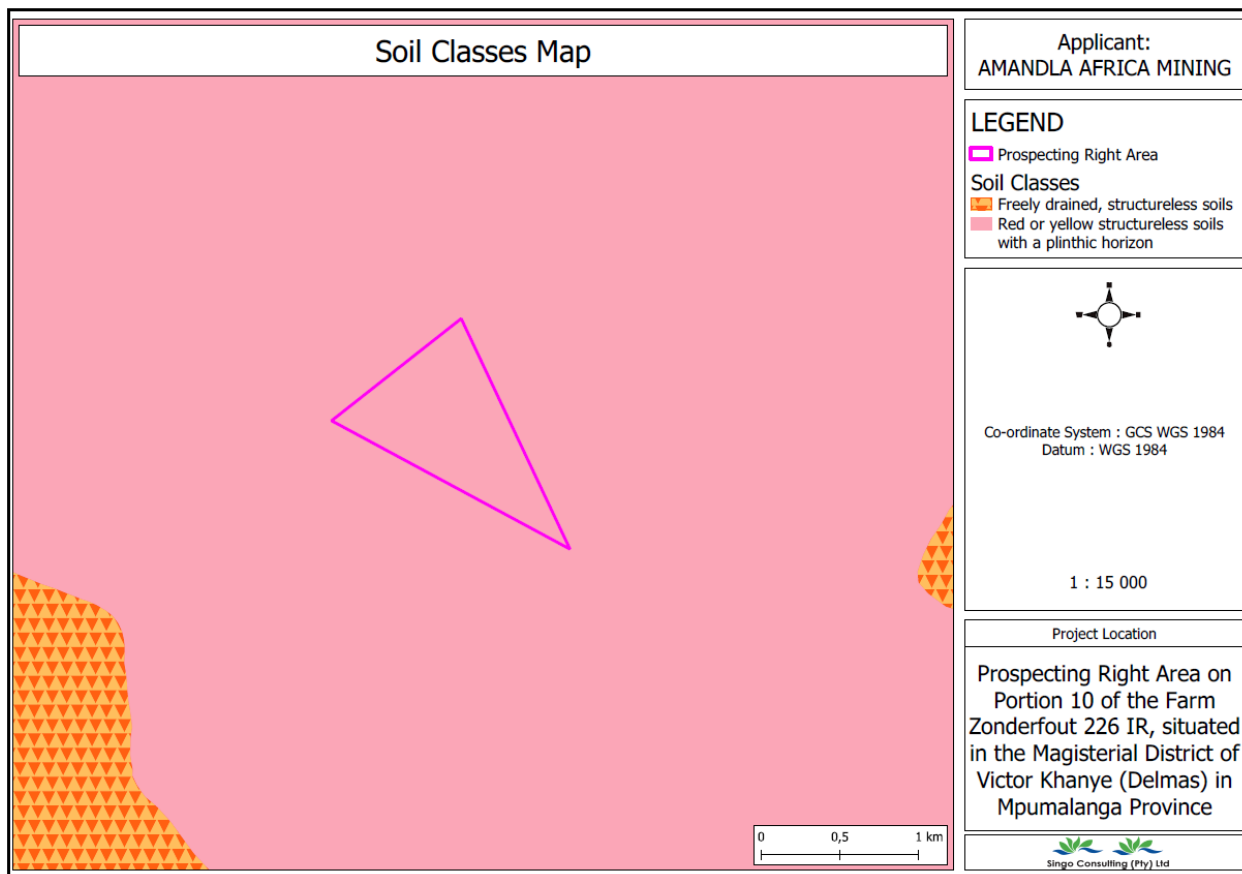 Soil Classes Map
Applicant:
AMANDLA AFRICA MINING
LEGEND
Prospecting Right Area
Soil Classes
Freely drained, structureless soils
Red or yellow structureless soils
with a plinthic horizon
Co-ordinate System : GCS WGS 1984
Datum : WGS 1984
1 : 15 000
Project Location
Prospecting Right Area on
Portion 10 of the Farm
Zonderfout 226 IR, situated
in the Magisterial District of
Victor Khanye (Delmas) in
Mpumalanga Province
0 0,5 1 km
Singo Consulting (Pty) Ltd